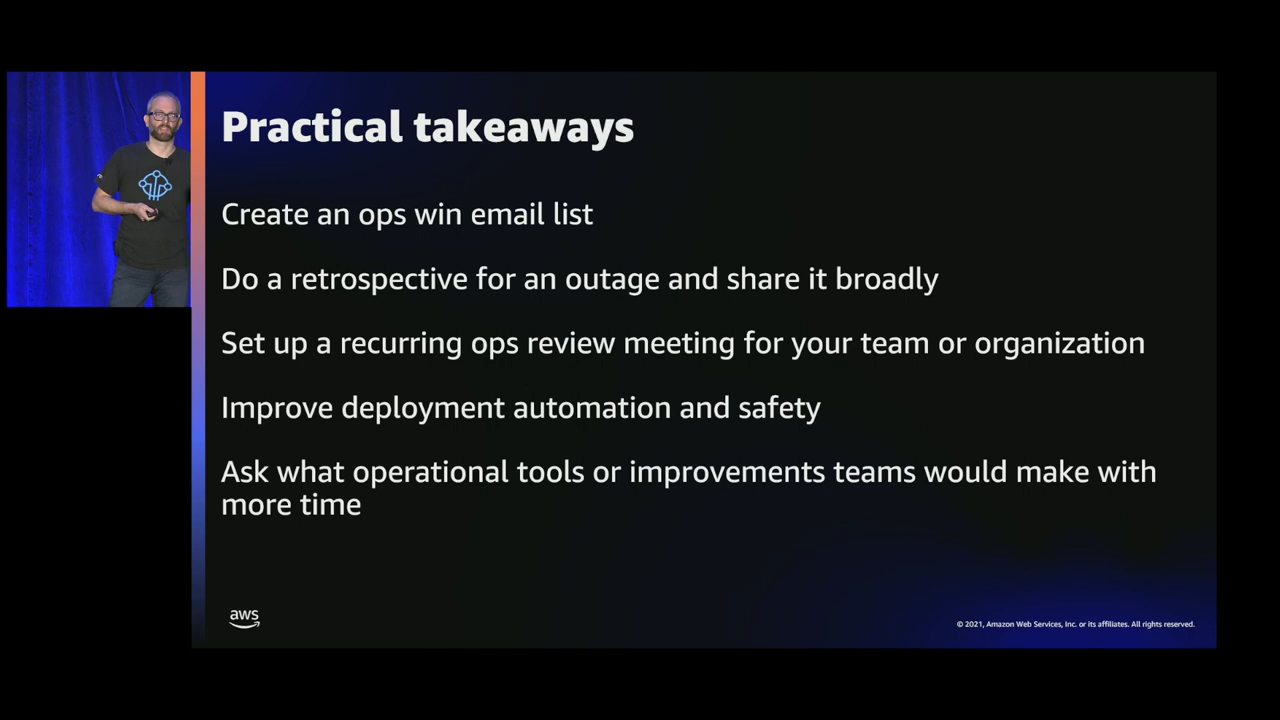 Practical takeaways
Create an ops win email list
Do a retrospective for an outage and share it broadly
Set up a recurring ops review meeting for your team or organization
Improve deployment automation and safety
Ask what operational tools or improvements teams would make with
more time
aws
© 2021, Amazon Web Services, Inc. or its affiliates. All rights reserved.